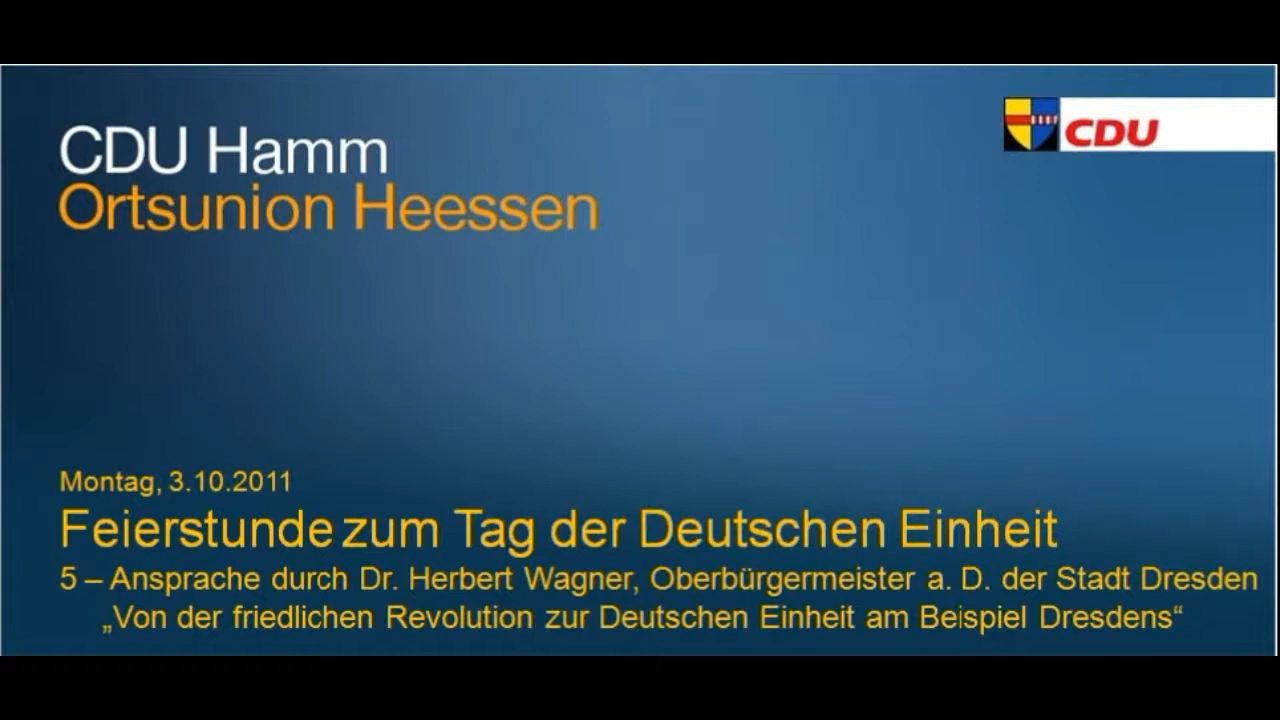 CDU Hamm
Ortsunion Heessen
CDU
Montag, 3.10.2011
Feierstunde zum Tag der Deutschen Einheit
5 – Ansprache durch Dr. Herbert Wagner, Oberbürgermeister a. D. der Stadt Dresden
„Von der friedlichen Revolution zur Deutschen Einheit am Beispiel Dresdens“